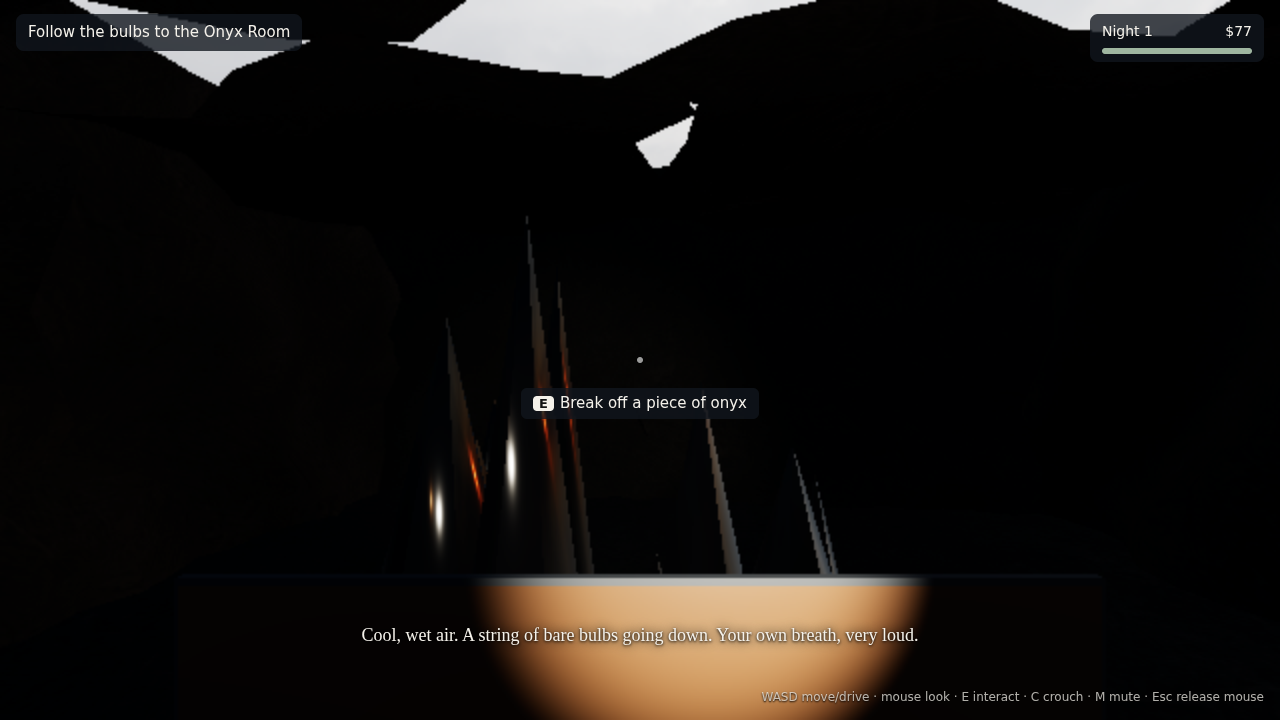 Follow the bulbs to the Onyx Room
Night 1 $77
E Break off a piece of onyx
Cool, wet air. A string of bare bulbs going down. Your own breath, very loud.
WASD move/drive · mouse look · E interact · C crouch · M mute · Esc release mouse